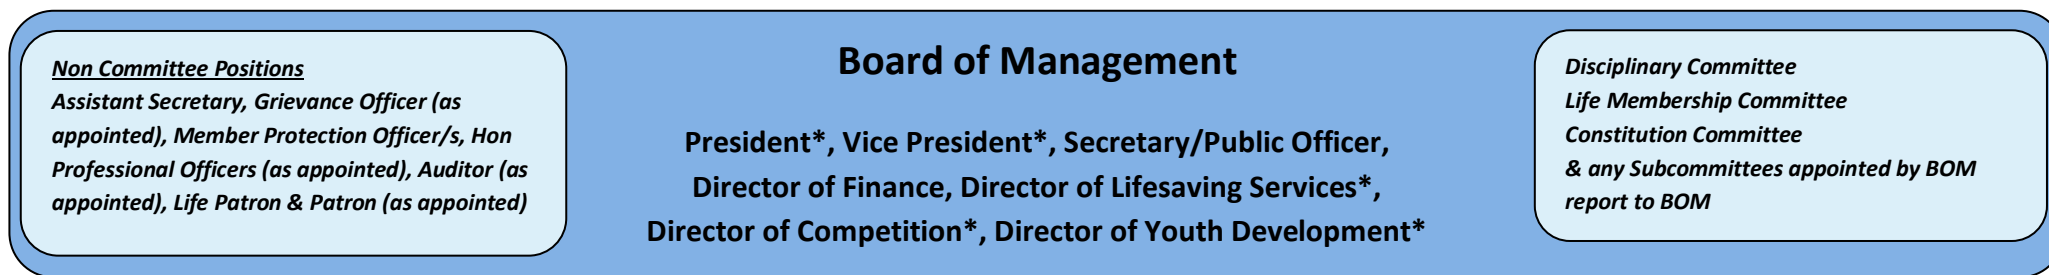 Non Committee Positions
Assistant Secretary, Grievance Officer (as
appointed), Member Protection Officer/s, Hon
Professional Officers (as appointed), Auditor (as
appointed), Life Patron & Patron (as appointed)
Board of Management
President*, Vice President*, Secretary/Public Officer,
Director of Finance, Director of Lifesaving Services*,
Director of Competition*, Director of Youth Development*
Disciplinary Committee
Life Membership Committee
Constitution Committee
& any Subcommittees appointed by BOM
report to BOM